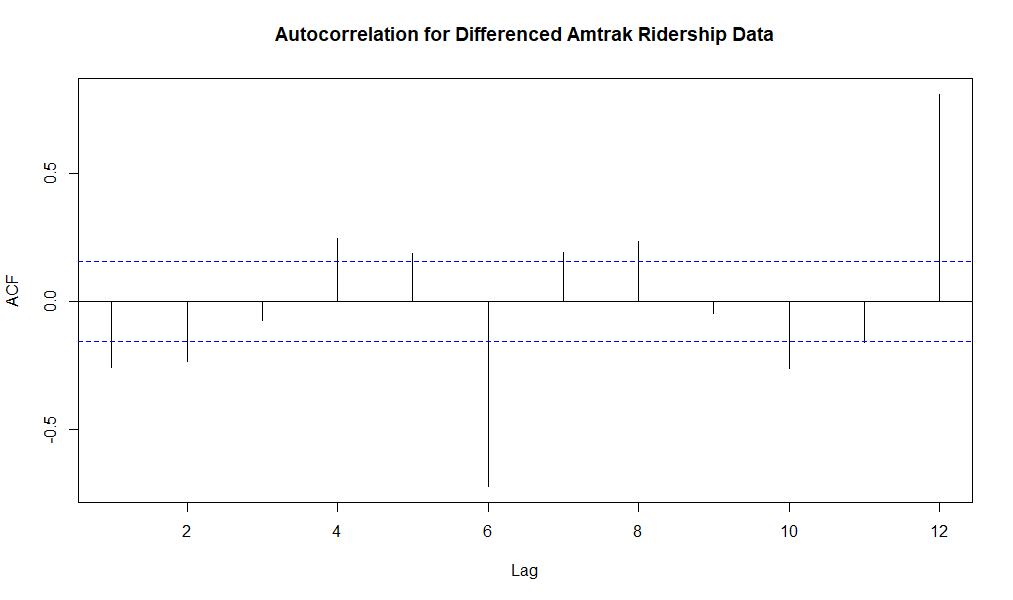 Autocorrelation for Differenced Amtrak Ridership Data
ACF
0.5
0.0
-0.5
2 4 6 8 10 12
Lag